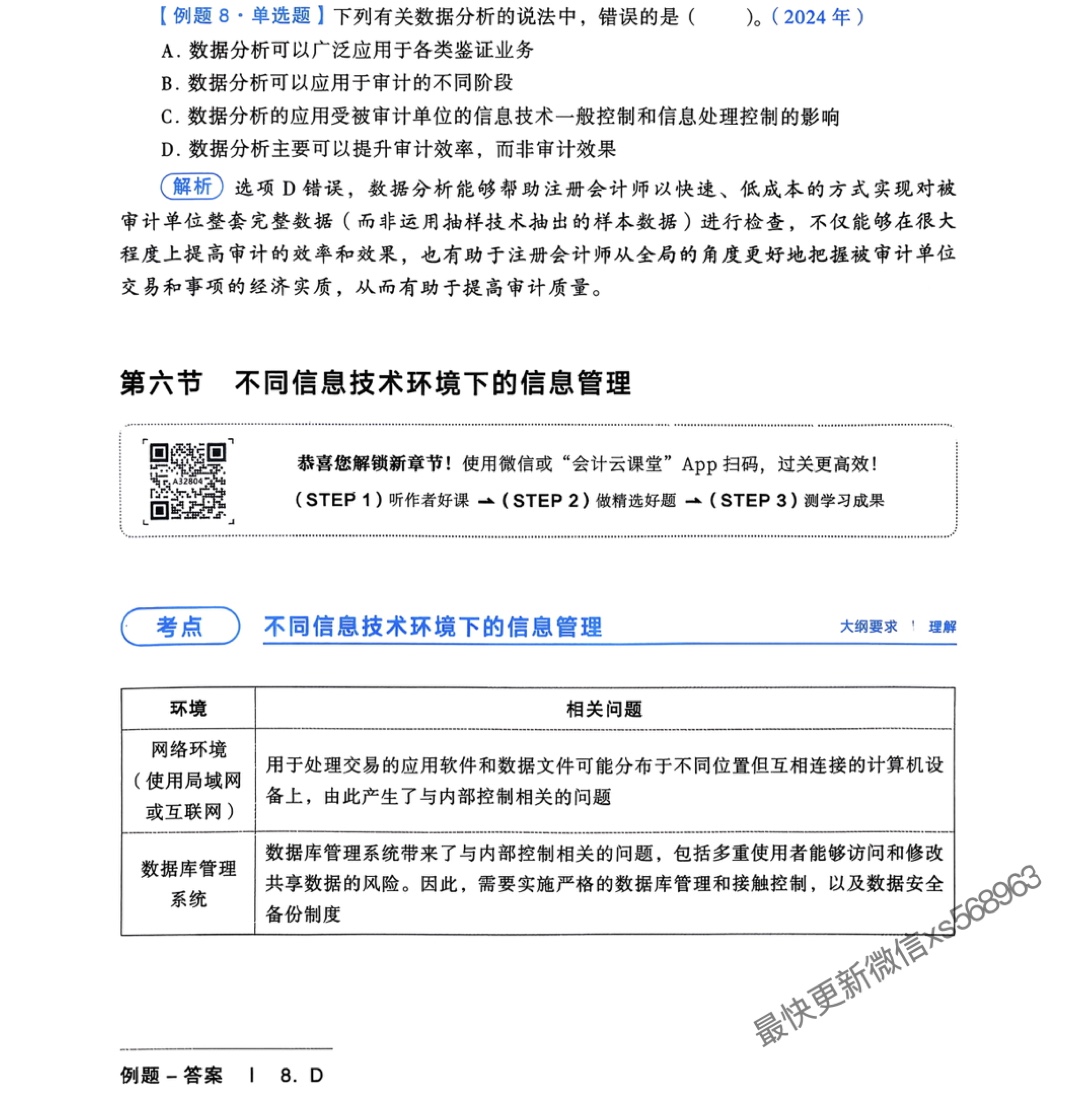 【例题 8 · 单选题】下列有关数据分析的说法中，错误的是（　　）。（2024 年）
A. 数据分析可以广泛应用于各类鉴证业务
B. 数据分析可以应用于审计的不同阶段
C. 数据分析的应用受被审计单位的信息技术一般控制和信息处理控制的影响
D. 数据分析主要可以提升审计效率，而非审计效果
解析 选项 D 错误，数据分析能够帮助注册会计师以快速、低成本的方式实现对被
审计单位整套完整数据（而非运用抽样技术抽出的样本数据）进行检查，不仅能够在很大
程度上提高审计的效率和效果，也有助于注册会计师从全局的角度更好地把握被审计单位
交易和事项的经济实质，从而有助于提高审计质量。
第六节　不同信息技术环境下的信息管理
A32804
恭喜您解锁新章节！使用微信或“会计云课堂”App 扫码，过关更高效！
（STEP 1）听作者好课 ⇀（STEP 2）做精选好题 ⇀（STEP 3）测学习成果
考点 不同信息技术环境下的信息管理 大纲要求 ¦ 理解
环境 相关问题
网络环境
（使用局域网
或互联网）
用于处理交易的应用软件和数据文件可能分布于不同位置但互相连接的计算机设
备上，由此产生了与内部控制相关的问题
数据库管理
系统
数据库管理系统带来了与内部控制相关的问题，包括多重使用者能够访问和修改
共享数据的风险。因此，需要实施严格的数据库管理和接触控制，以及数据安全
备份制度
最快更新微信xs568963
例题 – 答案 | 8. D